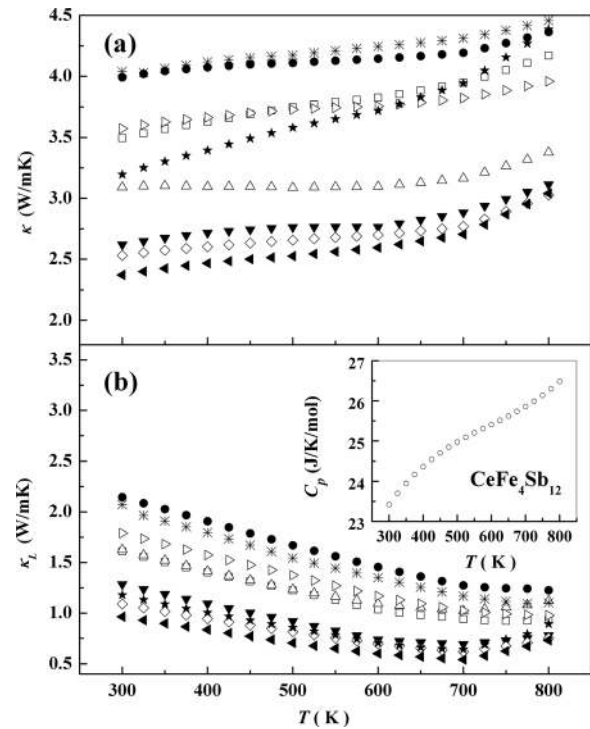 (a)
4.5
4.0
3.5
3.0
2.5
2.0
κ (W/mK)
(b)
3.5
3.0
2.5
2.0
1.5
1.0
0.5
κL (W/mK)
300 400 500 600 700 800
T ( K )
27
26
25
24
23
Cp (J/K/mol)
CeFe4Sb12
300 400 500 600 700 800
T ( K )